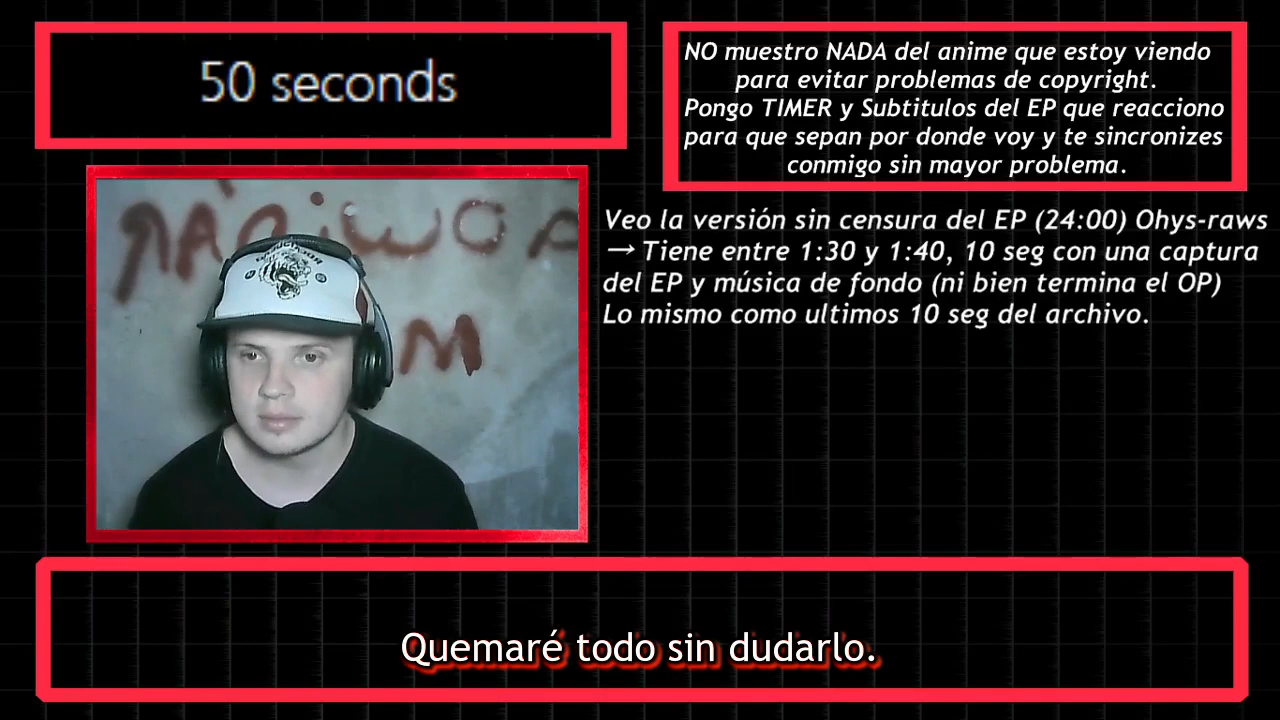 50 seconds
NO muestro NADA del anime que estoy viendo
para evitar problemas de copyright.
Pongo TIMER y Subtitulos del EP que reacciono
para que sepan por donde voy y te sincronizes
conmigo sin mayor problema.
Veo la versión sin censura del EP (24:00) Ohys-raws
→ Tiene entre 1:30 y 1:40, 10 seg con una captura
del EP y música de fondo (ni bien termina el OP)
Lo mismo como ultimos 10 seg del archivo.
Quemaré todo sin dudarlo.